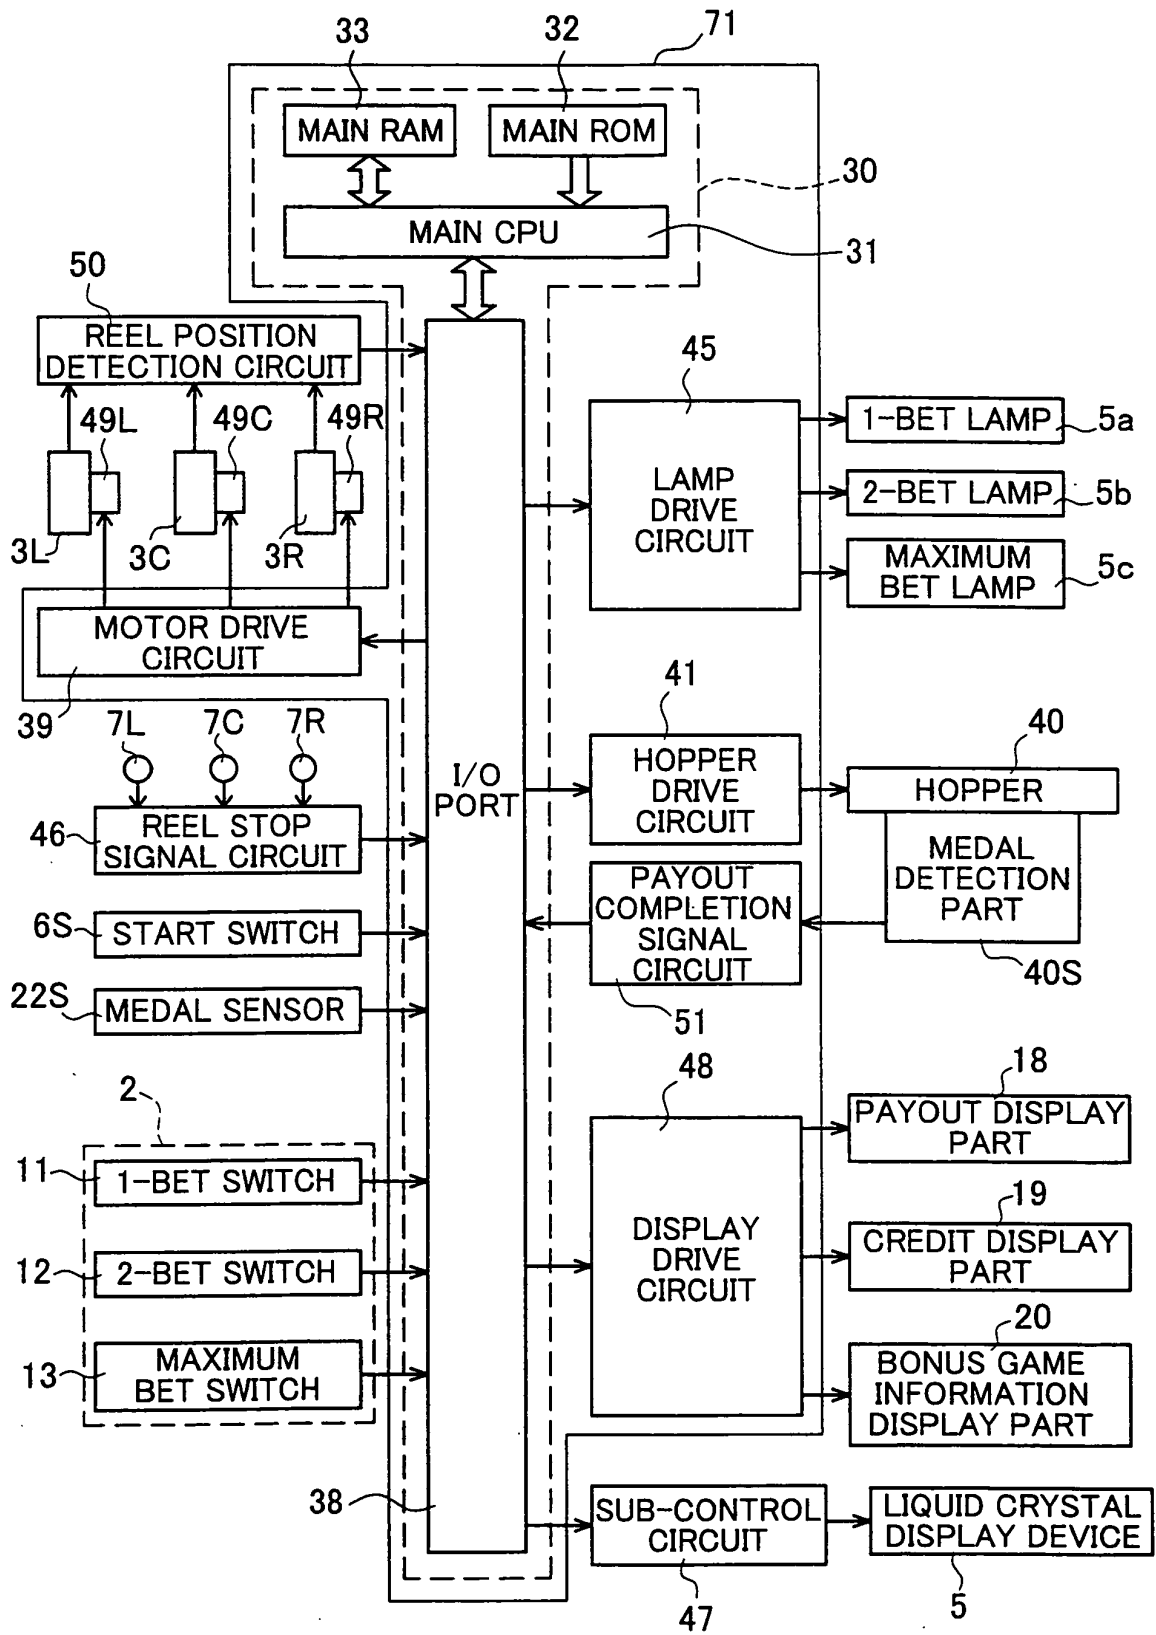 33
32
71
MAIN RAM
MAIN ROM
30
MAIN CPU
31
50
REEL POSITION
DETECTION CIRCUIT
49L
49C
49R
3L
3C
3R
MOTOR DRIVE
CIRCUIT
39
7L
7C
7R
46
REEL STOP
SIGNAL CIRCUIT
6S
START SWITCH
22S
MEDAL SENSOR
2
11
1-BET SWITCH
12
2-BET SWITCH
13
MAXIMUM
BET SWITCH
I/O
PORT
38
45
LAMP
DRIVE
CIRCUIT
1-BET LAMP
5a
2-BET LAMP
5b
MAXIMUM
BET LAMP
5c
41
HOPPER
DRIVE
CIRCUIT
40
HOPPER
MEDAL
DETECTION
PART
40S
PAYOUT
COMPLETION
SIGNAL
CIRCUIT
51
48
DISPLAY
DRIVE
CIRCUIT
18
PAYOUT DISPLAY
PART
19
CREDIT DISPLAY
PART
20
BONUS GAME
INFORMATION
DISPLAY PART
SUB-CONTROL
CIRCUIT
47
LIQUID CRYSTAL
DISPLAY DEVICE
5